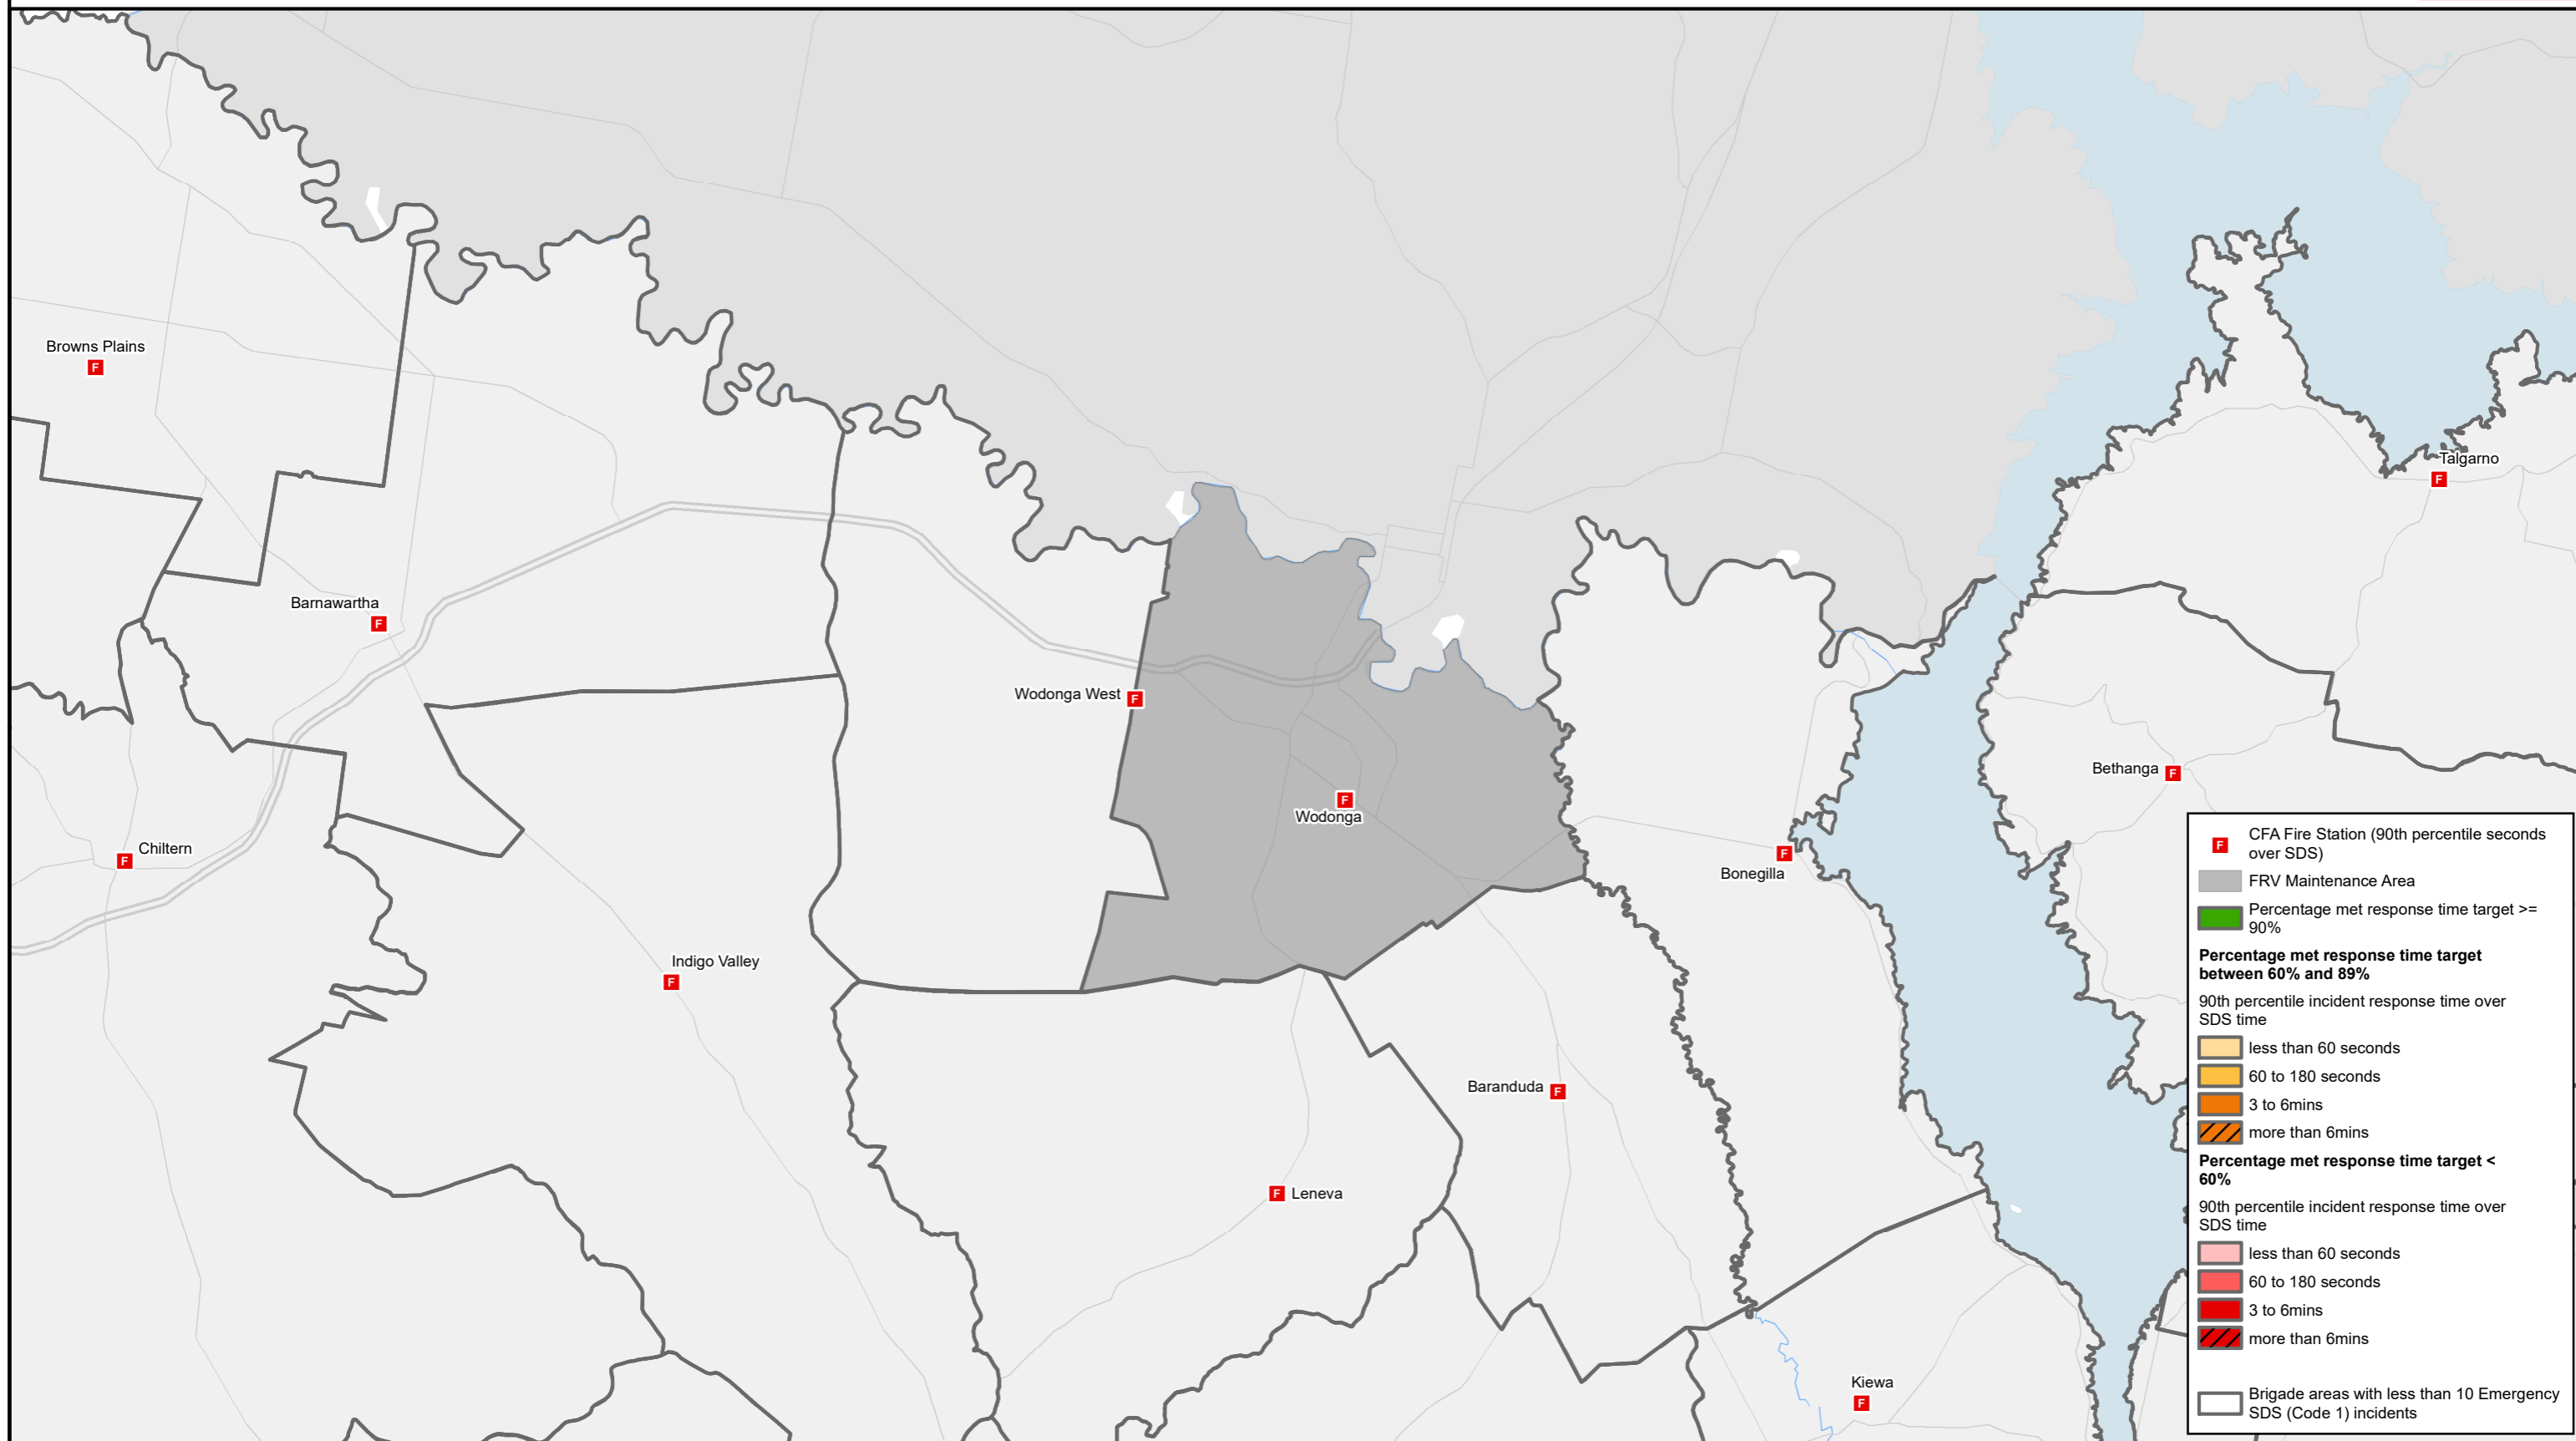 Browns Plains
F
Talgarno
F
Barnawartha
F
Wodonga West
F
Bethanga
F
F
Wodonga
Chiltern
F
F
Bonegilla
Indigo Valley
F
Baranduda
F
F
Leneva
Kiewa
F
F
CFA Fire Station (90th percentile seconds
over SDS)
FRV Maintenance Area
Percentage met response time target >=
90%
Percentage met response time target
between 60% and 89%
90th percentile incident response time over
SDS time
less than 60 seconds
60 to 180 seconds
3 to 6mins
more than 6mins
Percentage met response time target <
60%
90th percentile incident response time over
SDS time
less than 60 seconds
60 to 180 seconds
3 to 6mins
more than 6mins
Brigade areas with less than 10 Emergency
SDS (Code 1) incidents